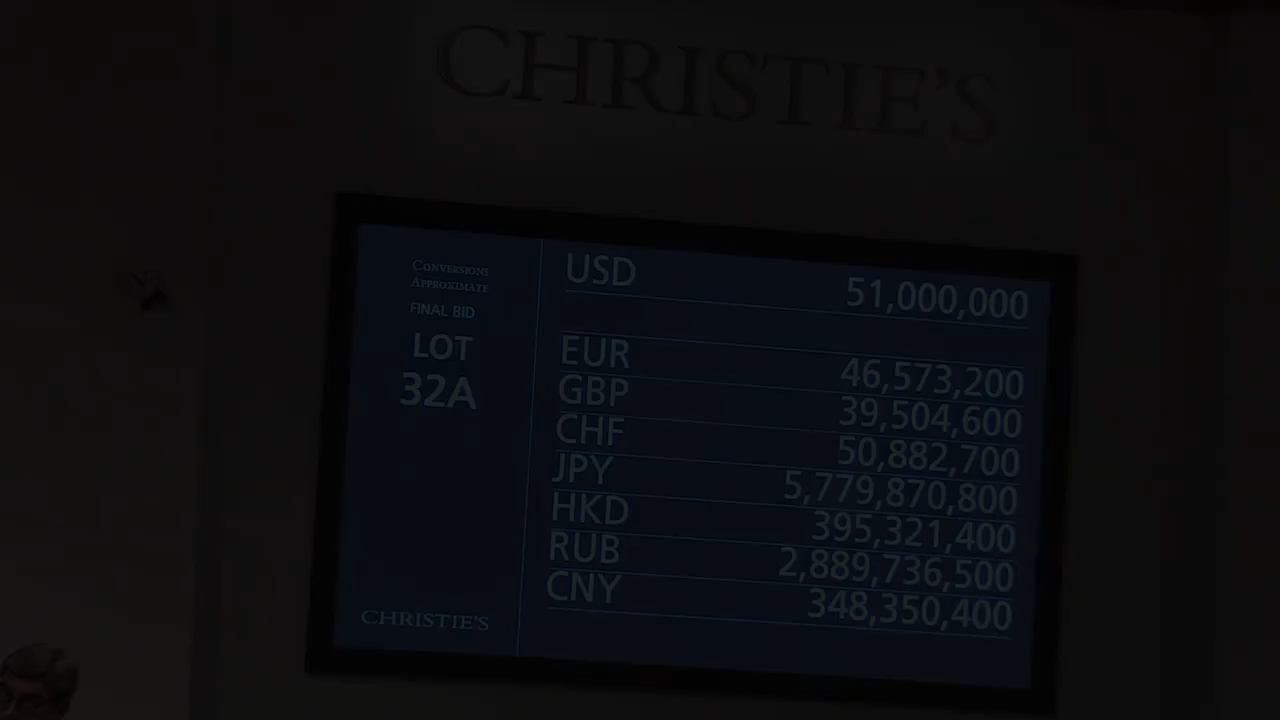 CHRISTIE'S
CONVERSIONS
APPROXIMATE
FINAL BID
LOT
32A
CHRISTIE'S
USD 51,000,000
EUR 46,573,200
GBP 39,504,600
CHF 50,882,700
JPY 5,779,870,800
HKD 395,321,400
RUB 2,889,736,500
CNY 348,350,400